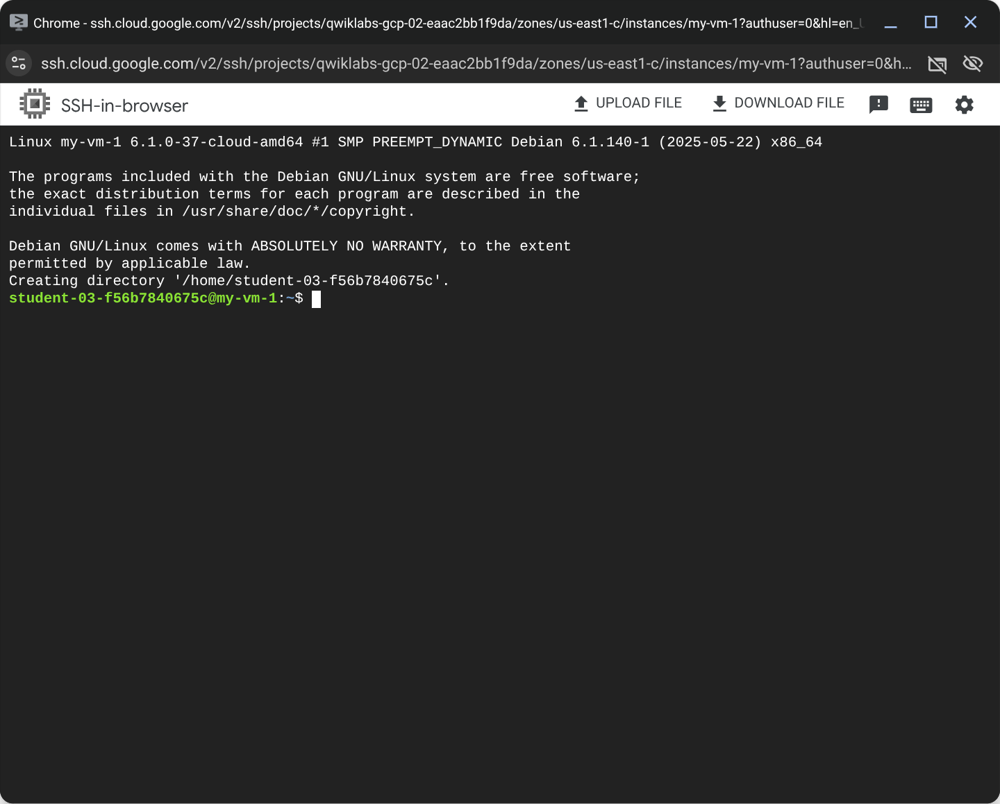 Chrome - ssh.cloud.google.com/v2/ssh/projects/qwiklabs-gcp-02-eaac2bb1f9da/zones/us-east1-c/instances/my-vm-1?authuser=0&hl=en_
ssh.cloud.google.com/v2/ssh/projects/qwiklabs-gcp-02-eaac2bb1f9da/zones/us-east1-c/instances/my-vm-1?authuser=0&h...
SSH-in-browser UPLOAD FILE DOWNLOAD FILE
Linux my-vm-1 6.1.0-37-cloud-amd64 #1 SMP PREEMPT_DYNAMIC Debian 6.1.140-1 (2025-05-22) x86_64
The programs included with the Debian GNU/Linux system are free software;
the exact distribution terms for each program are described in the
individual files in /usr/share/doc/*/copyright.
Debian GNU/Linux comes with ABSOLUTELY NO WARRANTY, to the extent
permitted by applicable law.
Creating directory '/home/student-03-f56b7840675c'.
student-03-f56b7840675c@my-vm-1:~$